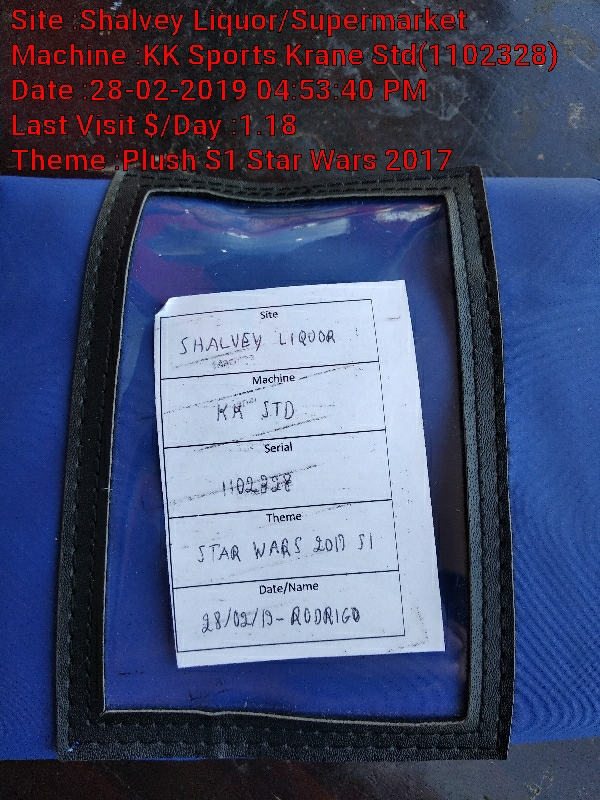 Site :Shalvey Liquor/Supermarket
Machine :KK Sports Krane Std(1102328)
Date :28-02-2019 04:53:40 PM
Last Visit $/Day :1.18
Theme :Plush S1 Star Wars 2017
Site
SHALVEY LIQUOR
Machine
KK STD
Serial
1102328
Theme
STAR WARS 2017 S1
Date/Name
28/02/19-RODRIGO